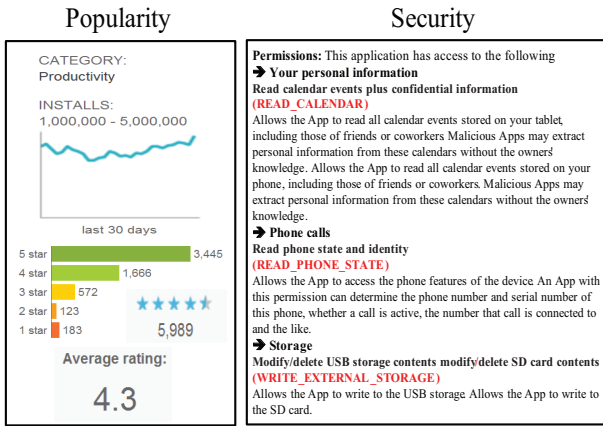 Popularity
CATEGORY:
Productivity
INSTALLS:
1,000,000 - 5,000,000
last 30 days
5 star 3,445
4 star 1,666
3 star 572
2 star 123
1 star 183
5,989
Average rating:
4.3
Security
Permissions: This application has access to the following
➔ Your personal information
Read calendar events plus confidential information
(READ_CALENDAR)
Allows the App to read all calendar events stored on your tablet,
including those of friends or coworkers. Malicious Apps may extract
personal information from these calendars without the owners'
knowledge. Allows the App to read all calendar events stored on your
phone, including those of friends or coworkers. Malicious Apps may
extract personal information from these calendars without the owners'
knowledge.
➔ Phone calls
Read phone state and identity
(READ_PHONE_STATE)
Allows the App to access the phone features of the device. An App with
this permission can determine the phone number and serial number of
this phone, whether a call is active, the number that call is connected to
and the like.
➔ Storage
Modify/delete USB storage contents modify/delete SD card contents
(WRITE_EXTERNAL_STORAGE)
Allows the App to write to the USB storage. Allows the App to write to
the SD card.